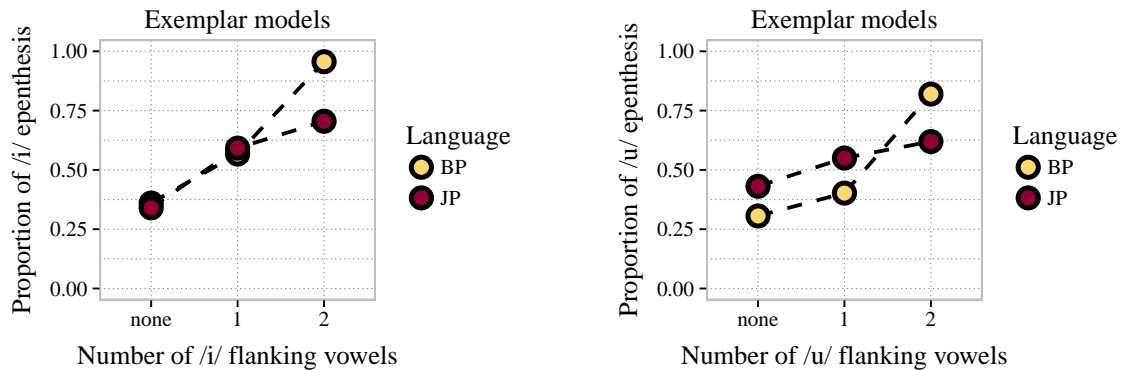 Exemplar models
Proportion of /i/ epenthesis
1.00
0.75
0.50
0.25
0.00
none 1 2
Number of /i/ flanking vowels
Language
BP
JP
Exemplar models
Proportion of /u/ epenthesis
1.00
0.75
0.50
0.25
0.00
none 1 2
Number of /u/ flanking vowels
Language
BP
JP